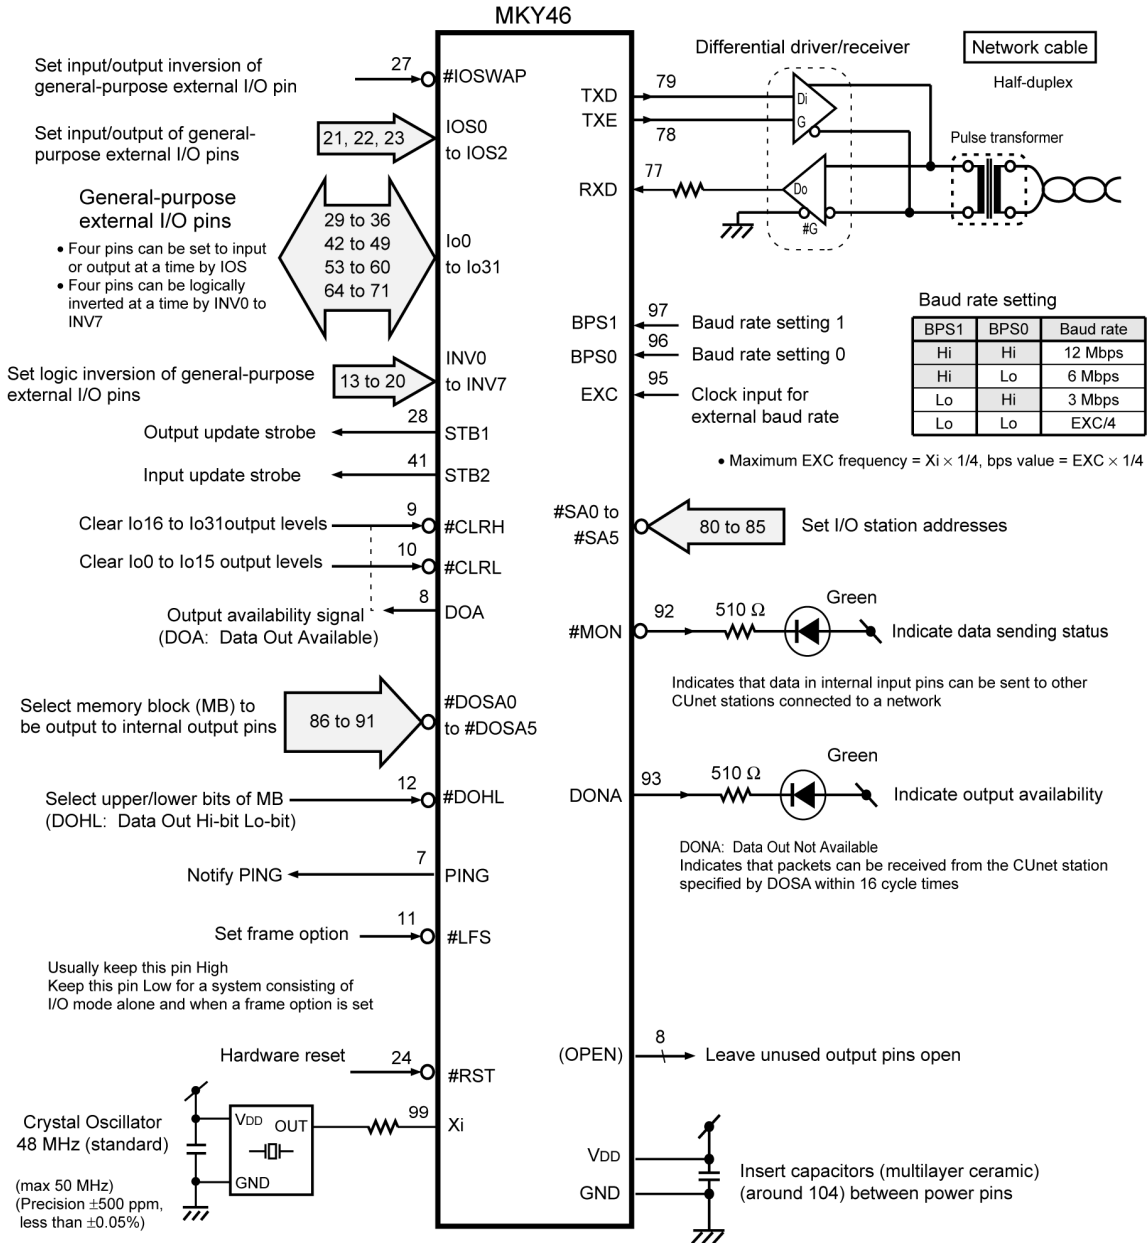 MKY46
Set input/output inversion of
general-purpose external I/O pin
27
#IOSWAP
Set input/output of general-
purpose external I/O pins
21, 22, 23
IOS0
to IOS2
General-purpose
external I/O pins
• Four pins can be set to input
or output at a time by IOS
• Four pins can be logically
inverted at a time by INV0 to
INV7
29 to 36
42 to 49
53 to 60
64 to 71
Io0
to Io31
Set logic inversion of general-purpose
external I/O pins
13 to 20
INV0
to INV7
Output update strobe
28
STB1
Input update strobe
41
STB2
Clear Io16 to Io31output levels
9
#CLRH
Clear Io0 to Io15 output levels
10
#CLRL
Output availability signal
(DOA: Data Out Available)
8
DOA
Select memory block (MB) to
be output to internal output pins
86 to 91
#DOSA0
to #DOSA5
Select upper/lower bits of MB
(DOHL: Data Out Hi-bit Lo-bit)
12
#DOHL
Notify PING
7
PING
Set frame option
11
#LFS
Usually keep this pin High
Keep this pin Low for a system consisting of
I/O mode alone and when a frame option is set
Hardware reset
24
#RST
Crystal Oscillator
48 MHz (standard)
(max 50 MHz)
(Precision ±500 ppm,
less than ±0.05%)
VDD
OUT
GND
99
Xi
Differential driver/receiver
Network cable
Half-duplex
TXD
79
Di
TXE
78
G
Pulse transformer
RXD
77
Do
#G
BPS1
97
Baud rate setting 1
BPS0
96
Baud rate setting 0
EXC
95
Clock input for
external baud rate
Baud rate setting
BPS1 BPS0 Baud rate
Hi Hi 12 Mbps
Hi Lo 6 Mbps
Lo Hi 3 Mbps
Lo Lo EXC/4
• Maximum EXC frequency = Xi × 1/4, bps value = EXC × 1/4
#SA0 to
#SA5
80 to 85
Set I/O station addresses
#MON
92
510 Ω
Green
Indicate data sending status
Indicates that data in internal input pins can be sent to other
CUnet stations connected to a network
DONA
93
510 Ω
Green
Indicate output availability
DONA: Data Out Not Available
Indicates that packets can be received from the CUnet station
specified by DOSA within 16 cycle times
(OPEN)
8
Leave unused output pins open
VDD
GND
Insert capacitors (multilayer ceramic)
(around 104) between power pins